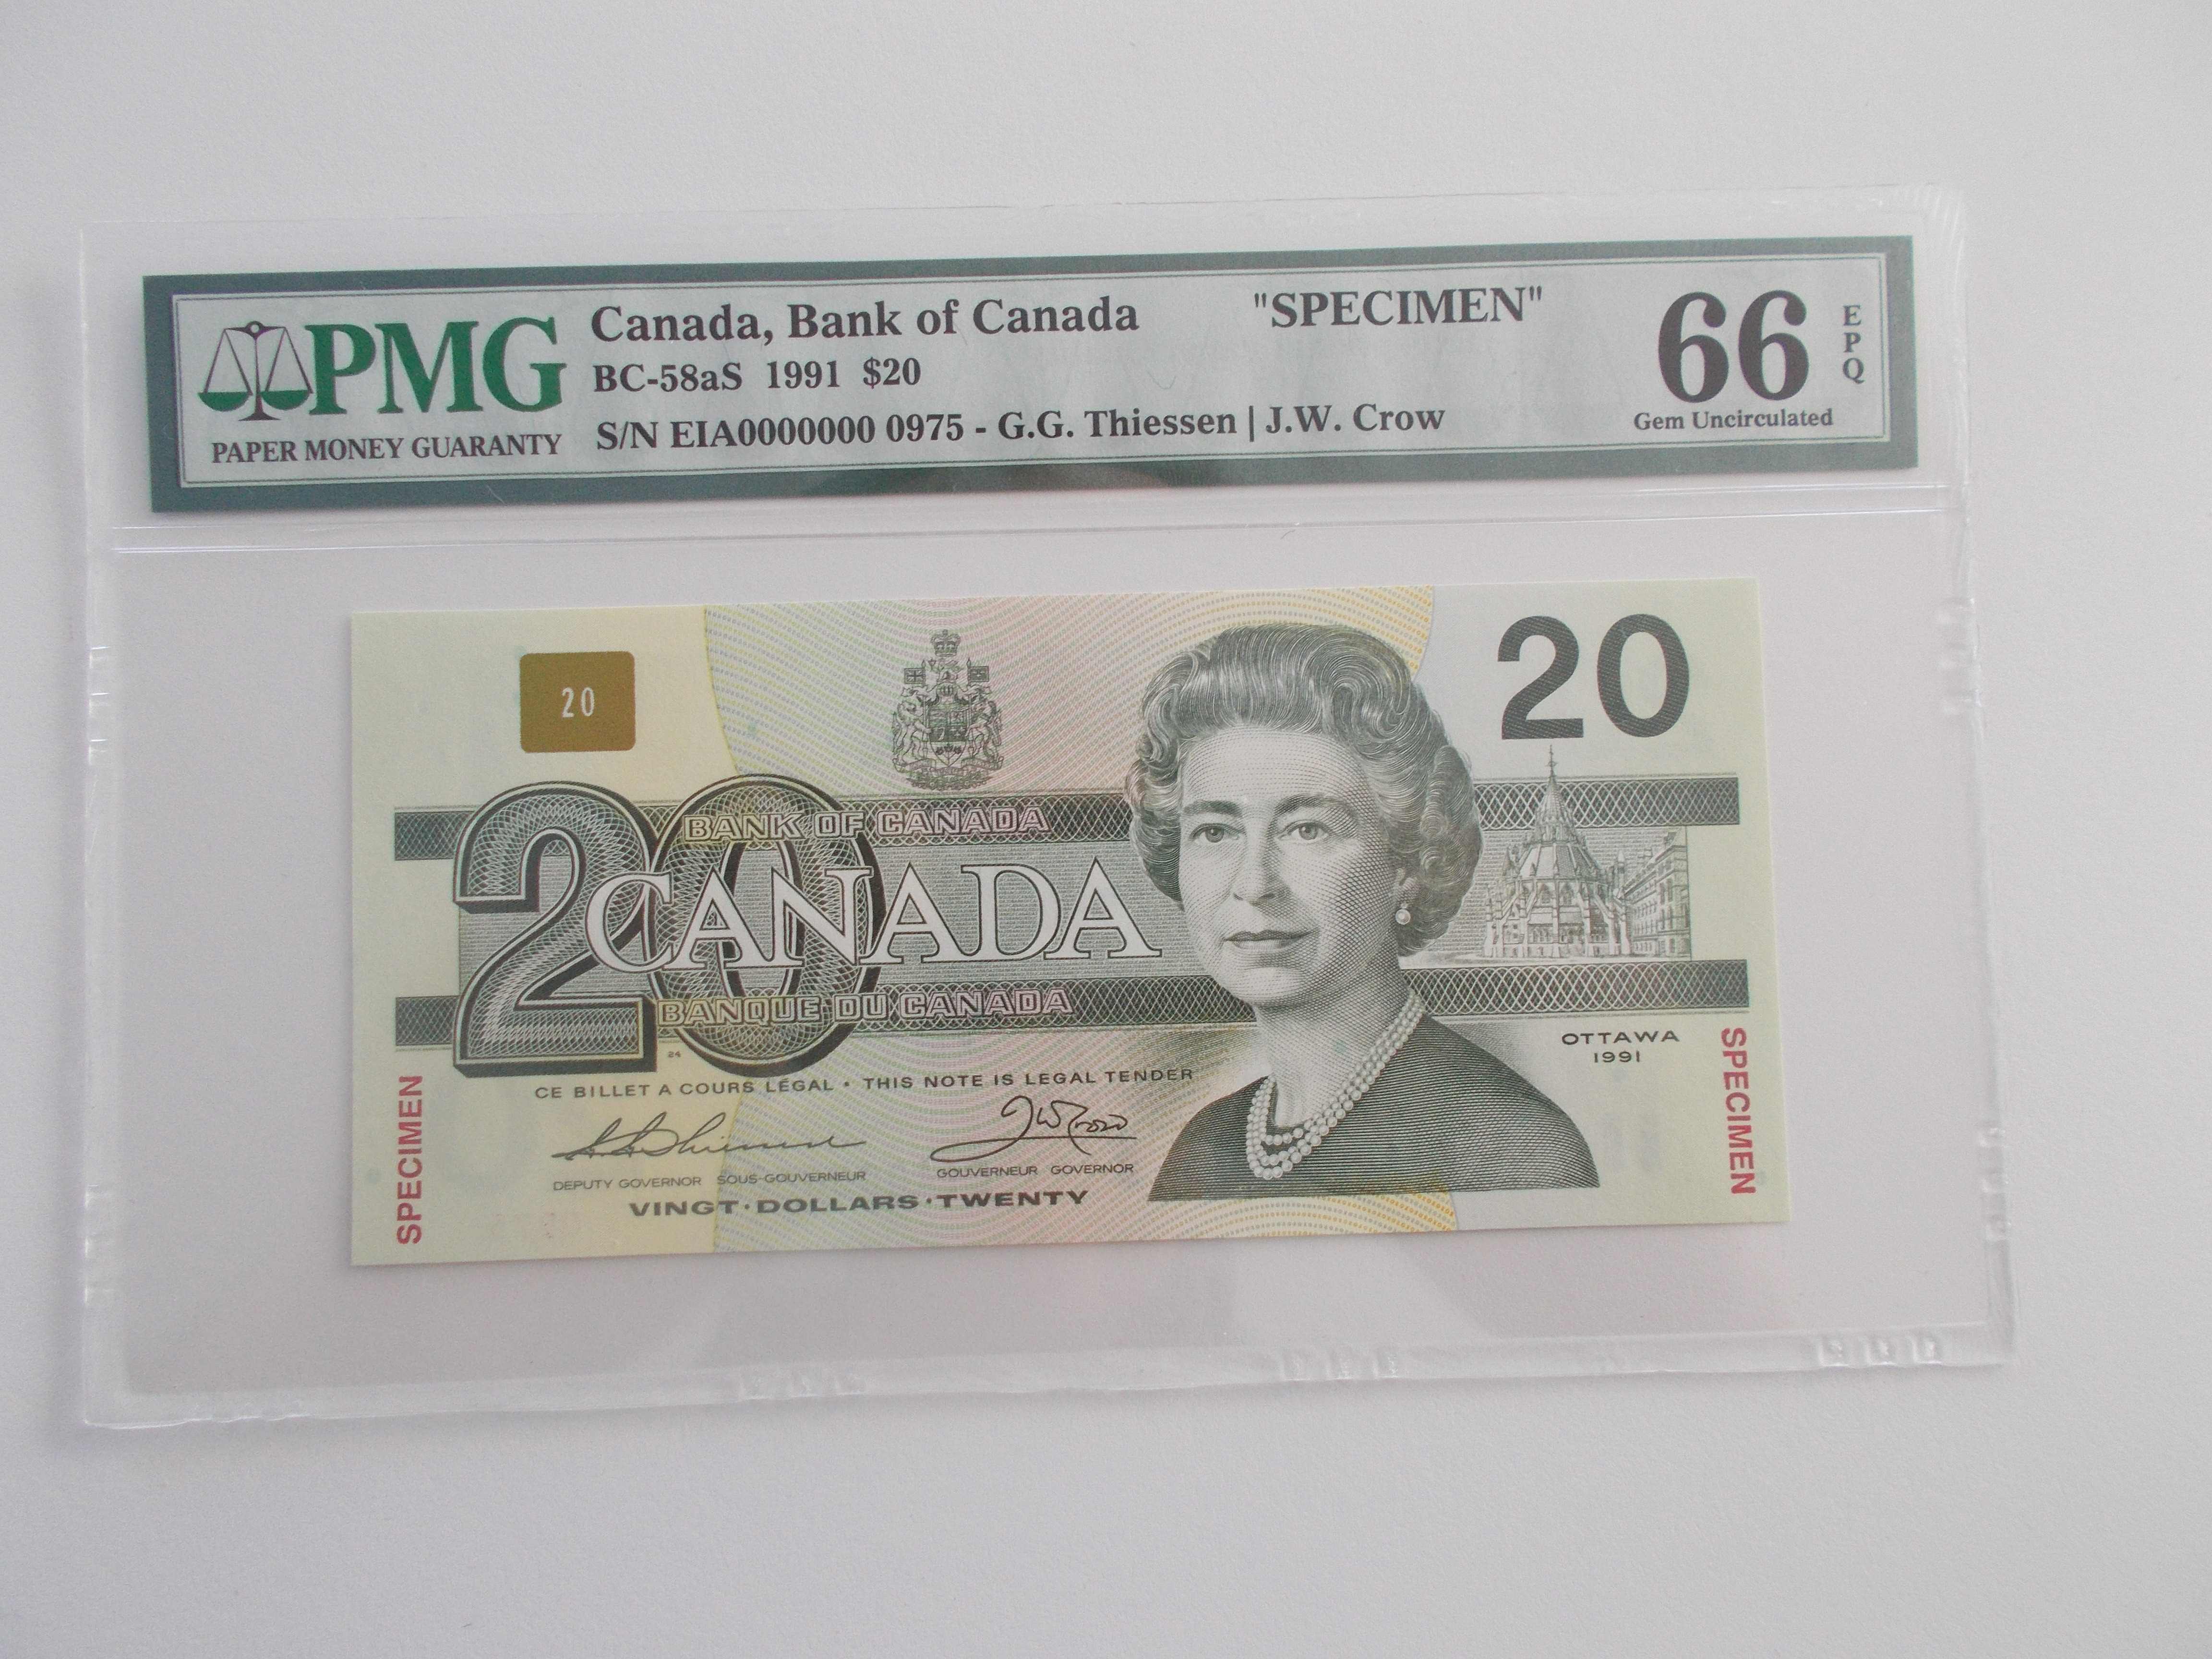 PMG
PAPER MONEY GUARANTY
Canada, Bank of Canada "SPECIMEN"
BC-58aS 1991 $20
S/N EIA0000000 0975 - G.G. Thiessen | J.W. Crow
66 EPQ
Gem Uncirculated
20
20
20
BANK OF CANADA
CANADA
BANQUE DU CANADA
24
OTTAWA
1991
CE BILLET A COURS LÉGAL • THIS NOTE IS LEGAL TENDER
DEPUTY GOVERNOR SOUS-GOUVERNEUR
GOUVERNEUR GOVERNOR
VINGT·DOLLARS·TWENTY
SPECIMEN
SPECIMEN